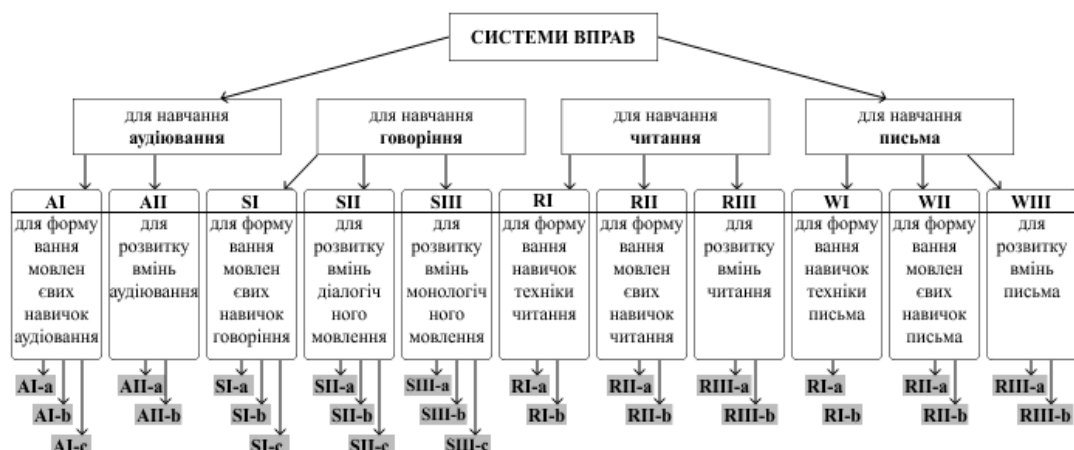 СИСТЕМИ ВПРАВ
для навчання
аудіювання
для навчання
говоріння
для навчання
читання
для навчання
письма
AI
для форму
вання
мовлен
євих
навичок
аудіовання
AII
для
розвитку
вмінь
аудіювання
SI
для форму
вання
мовлен
євих
навичок
говоріння
SII
для
розвитку
вмінь
діалогіч
ного
мовлення
SIII
для
розвитку
вмінь
монологіч
ного
мовлення
RI
для форму
вання
навичок
техніки
читання
RII
для форму
вання
мовлен
євих
навичок
читання
RIII
для
розвитку
вмінь
читання
WI
для форму
вання
навичок
техніки
письма
WII
для форму
вання
мовлен
євих
навичок
письма
WIII
для
розвитку
вмінь
письма
AI-a
AII-a
SI-a
SII-a
SIII-a
RI-a
RII-a
RIII-a
RI-a
RII-a
RIII-a
AI-b
AII-b
SI-b
SII-b
SIII-b
RI-b
RII-b
RIII-b
RI-b
RII-b
RIII-b
AI-c
SI-c
SII-c
SIII-c